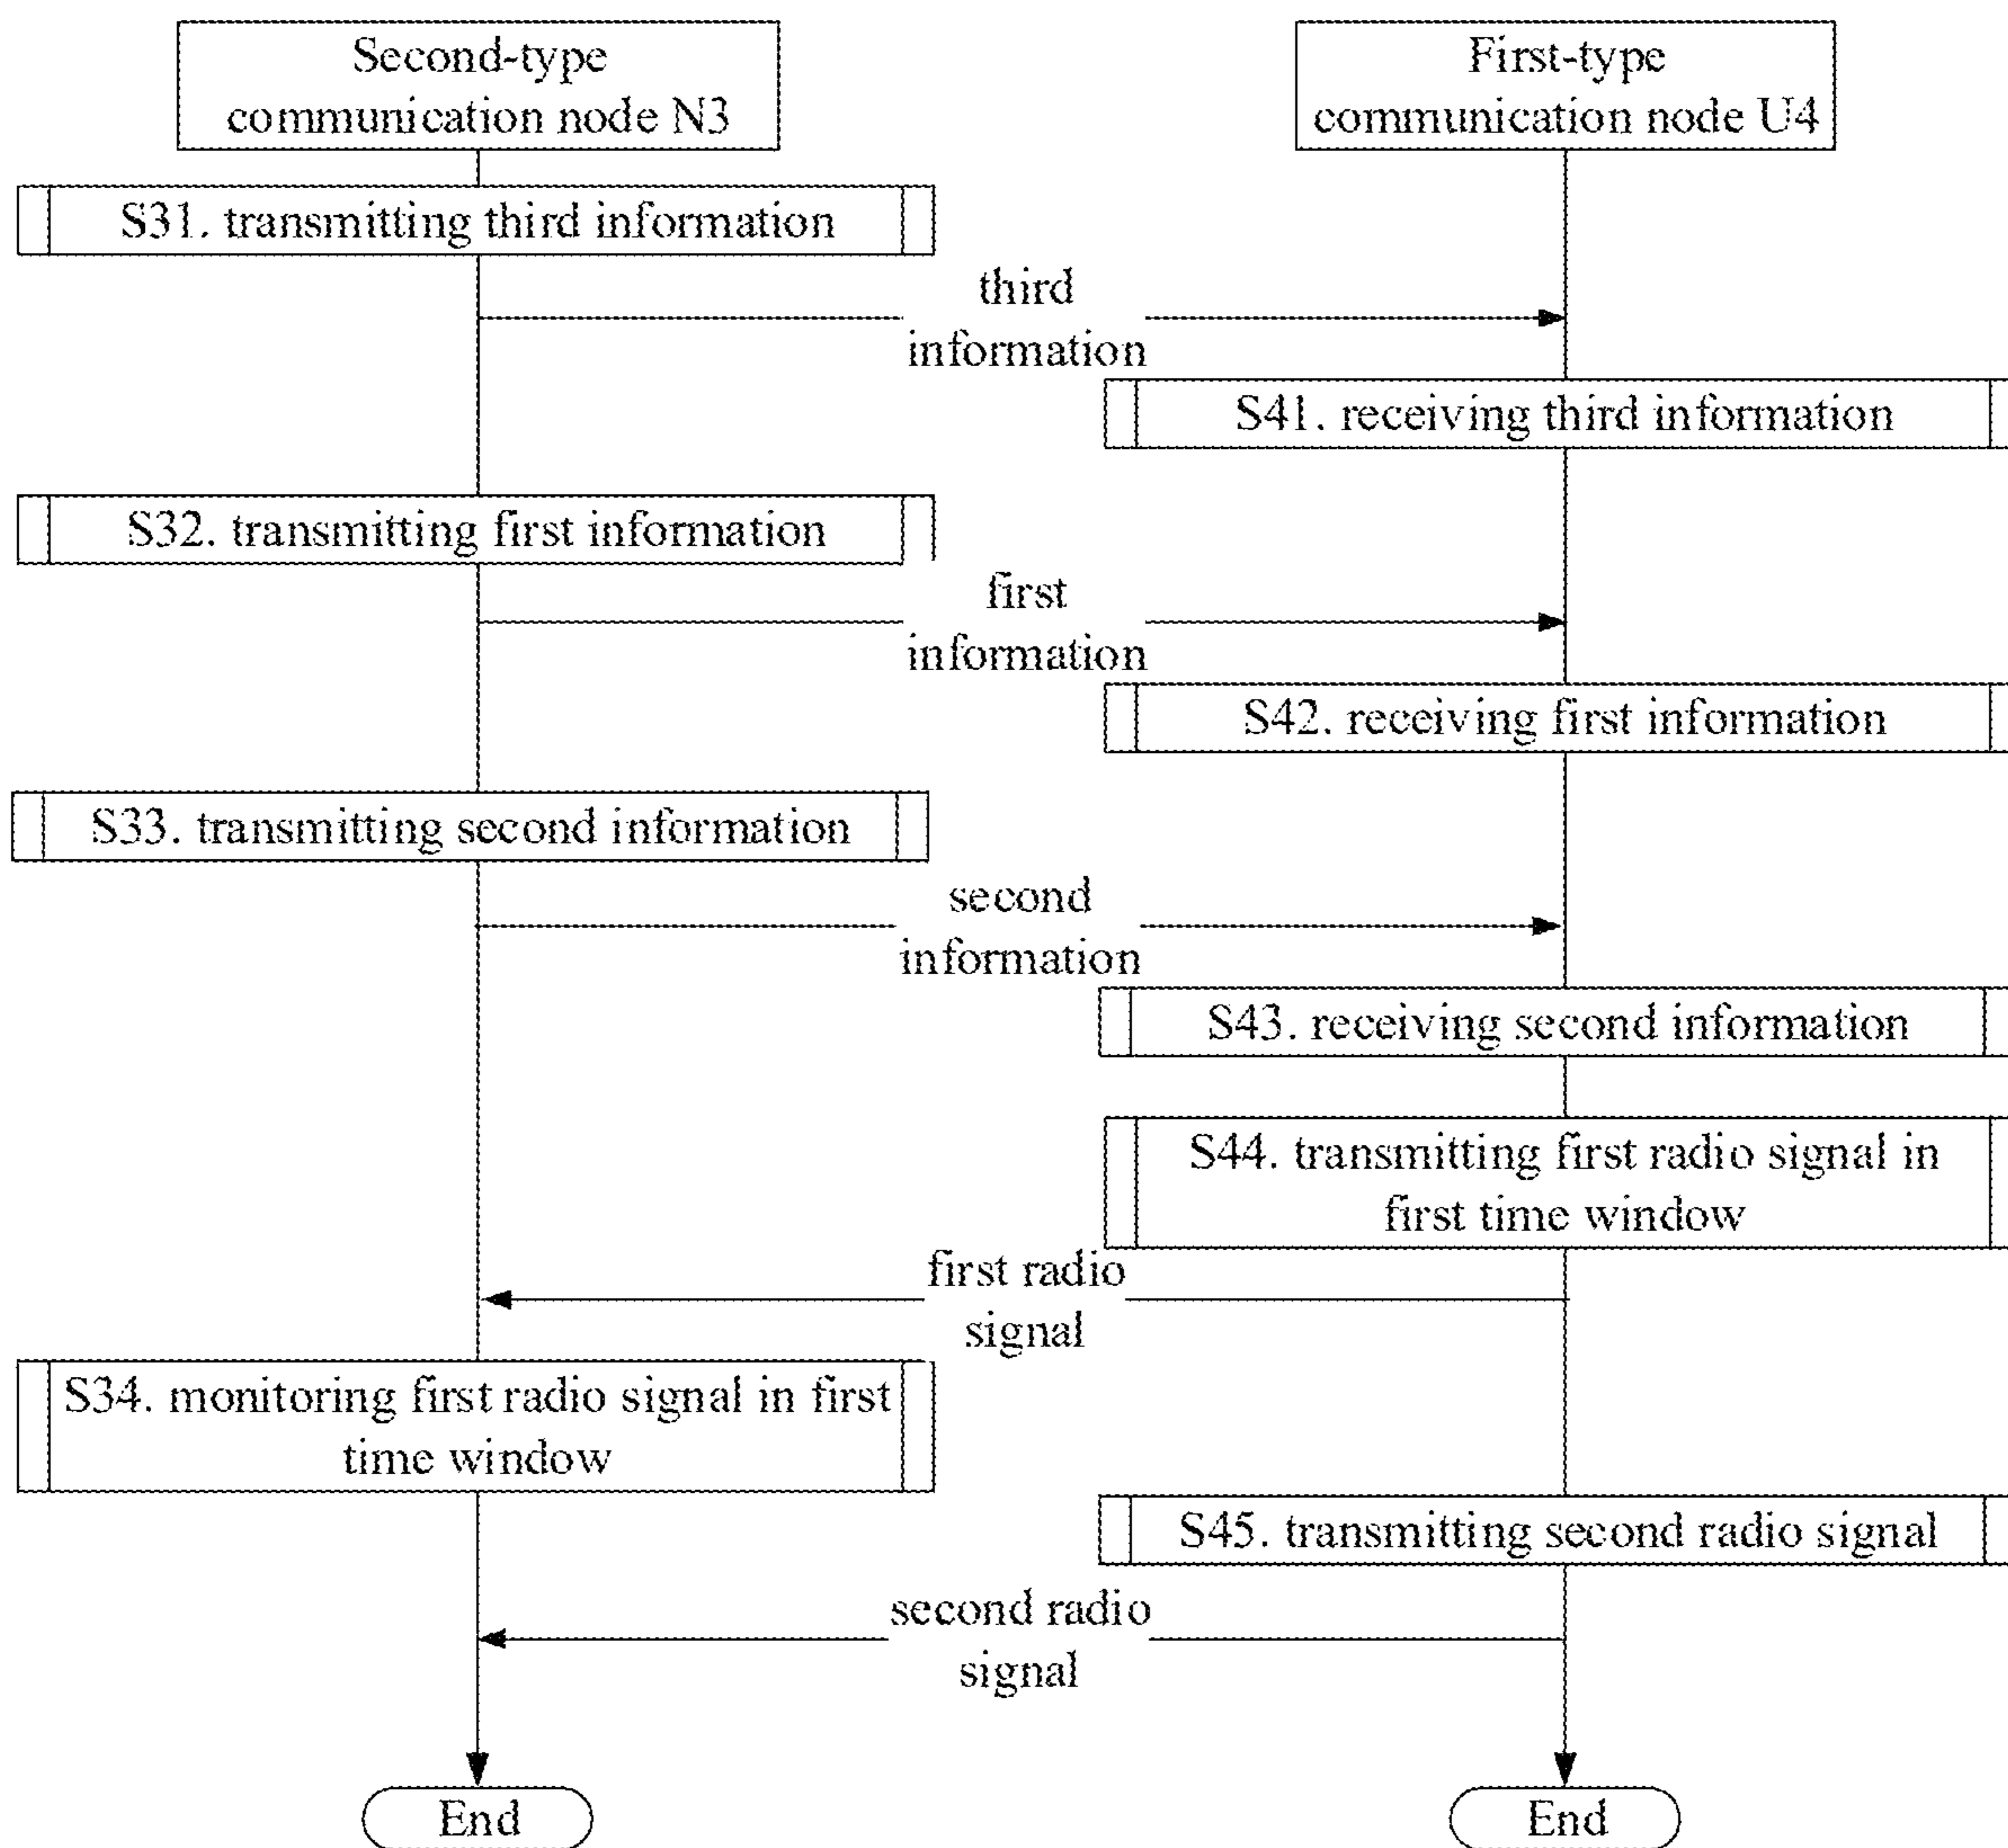 Second-type
communication node N3
First-type
communication node U4
S31. transmitting third information
third
information
S41. receiving third information
S32. transmitting first information
first
information
S42. receiving first information
S33. transmitting second information
second
information
S43. receiving second information
S44. transmitting first radio signal in
first time window
first radio
signal
S34. monitoring first radio signal in first
time window
S45. transmitting second radio signal
second radio
signal
End
End